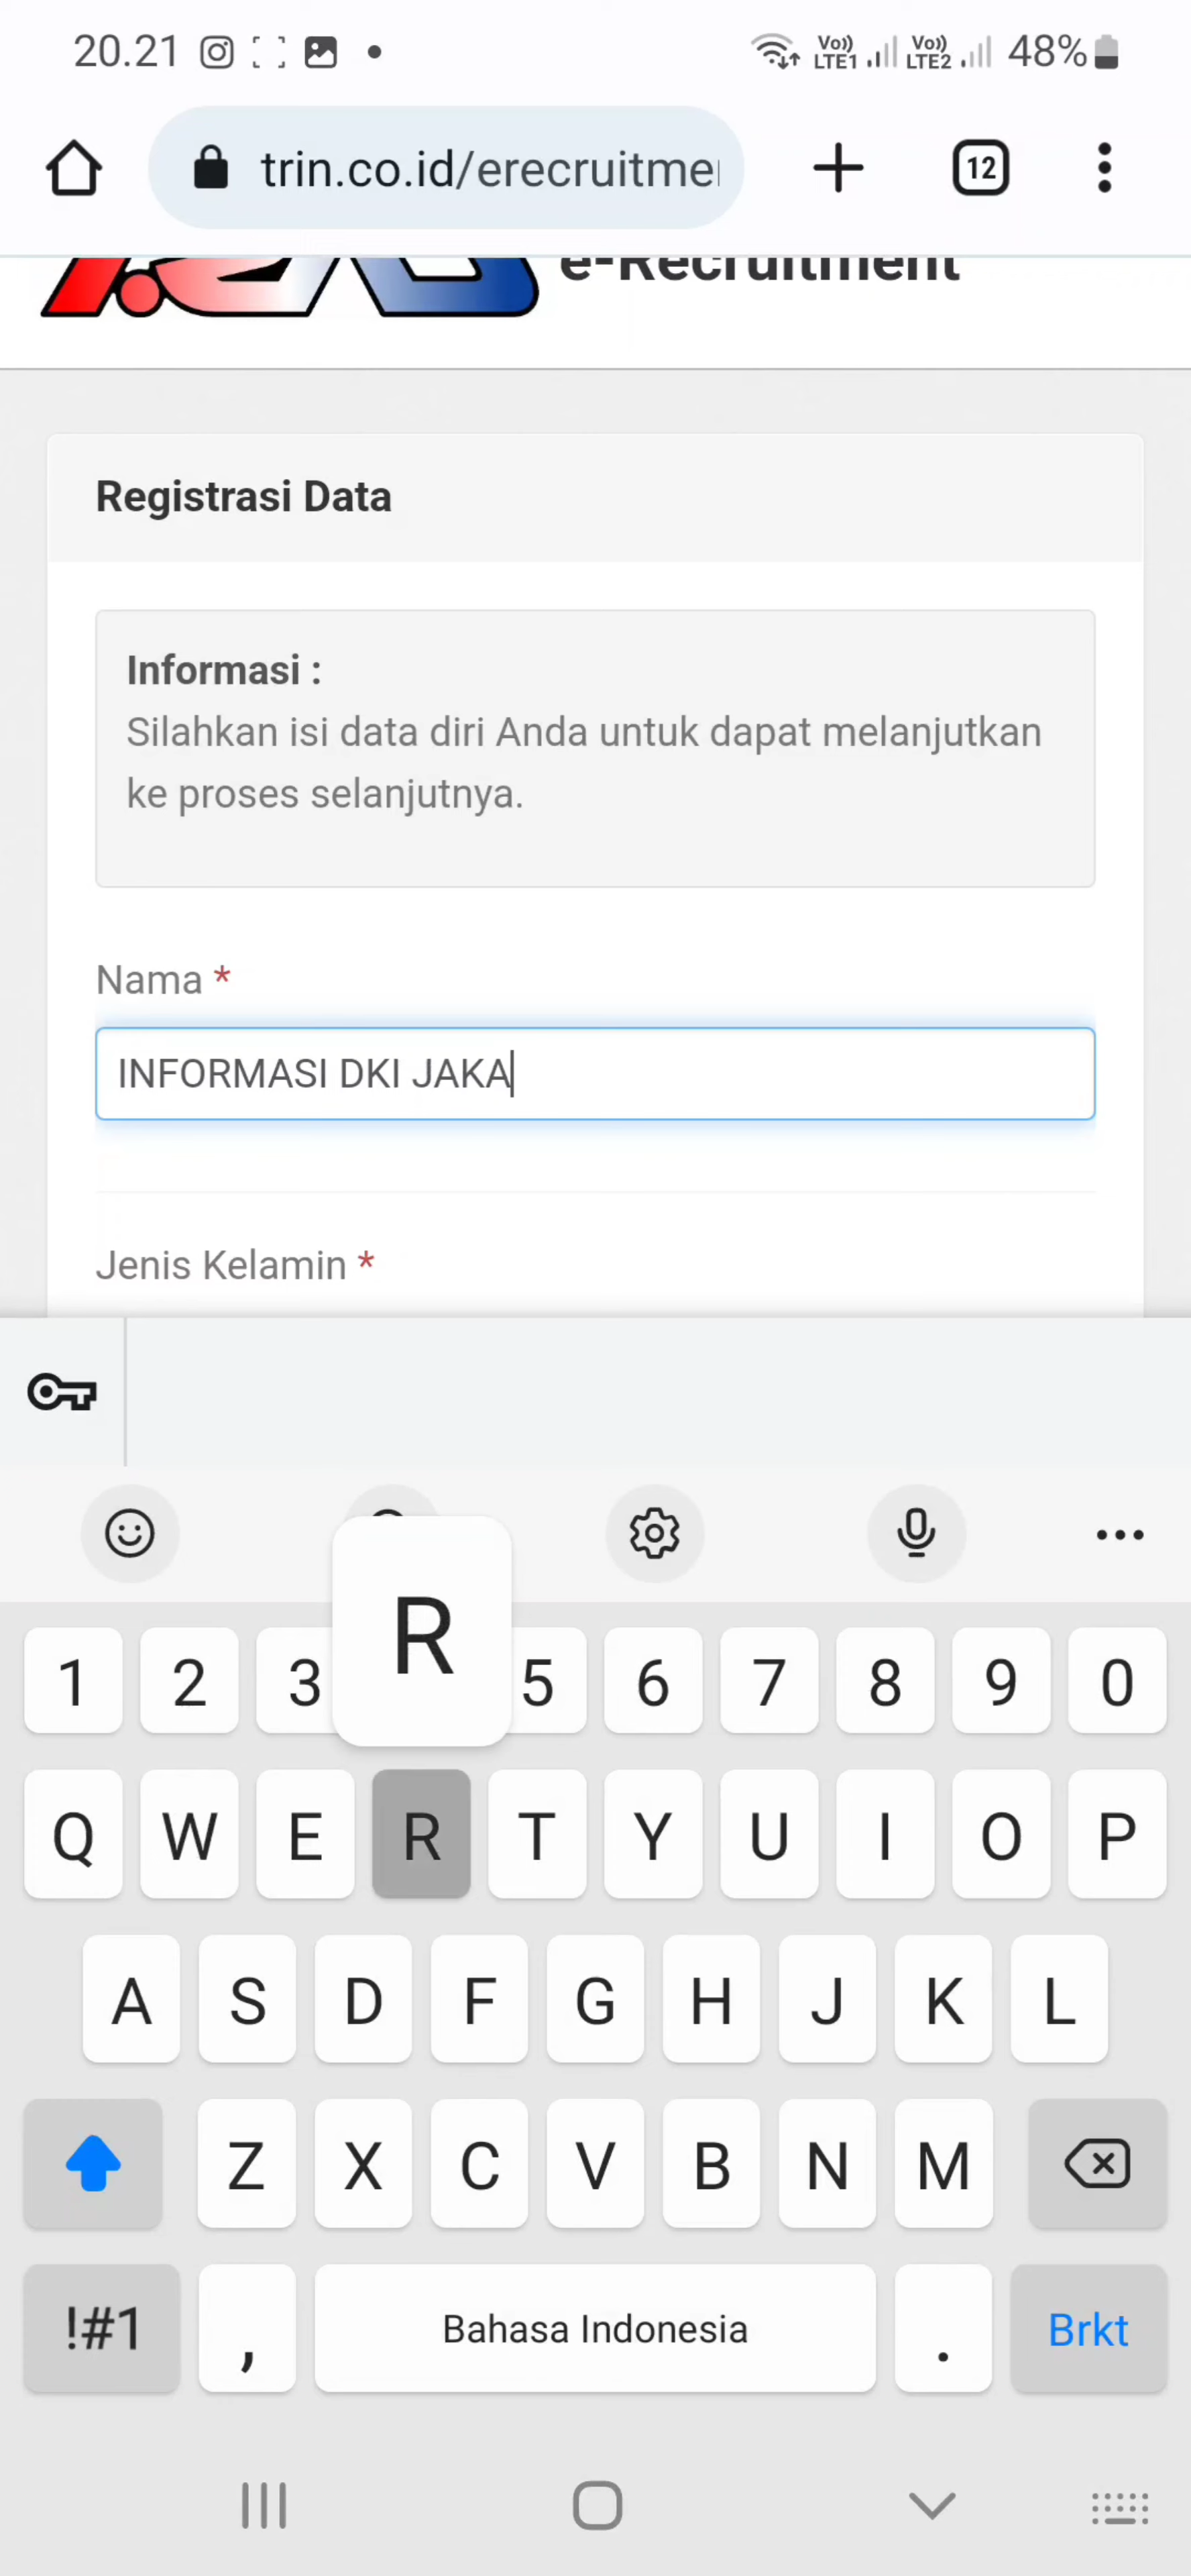 20.21
Vo)) LTE1 Vo)) LTE2 48%
trin.co.id/erecruitme
12
e-Recruitment
Registrasi Data
Informasi :
Silahkan isi data diri Anda untuk dapat melanjutkan
ke proses selanjutnya.
Nama *
INFORMASI DKI JAKA
Jenis Kelamin *
R
1 2 3 5 6 7 8 9 0
Q W E R T Y U I O P
A S D F G H J K L
Z X C V B N M
!#1 , Bahasa Indonesia . Brkt